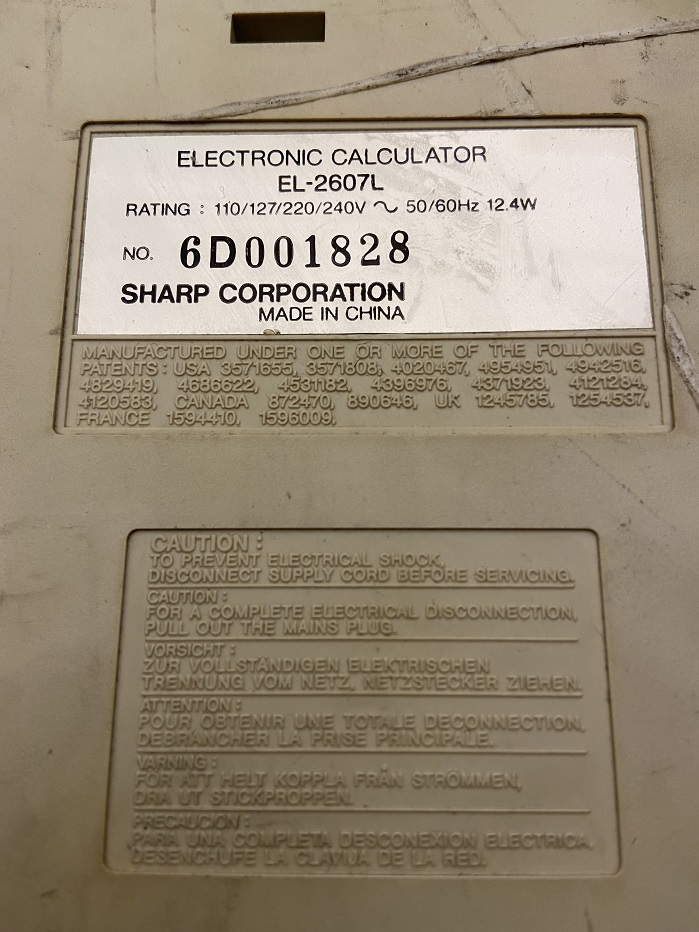 ELECTRONIC CALCULATOR
EL-2607L
RATING : 110/127/220/240V ∿ 50/60Hz 12.4W
NO. 6D001828
SHARP CORPORATION
MADE IN CHINA
MANUFACTURED UNDER ONE OR MORE OF THE FOLLOWING
PATENTS : USA 3571655, 3571808, 4020467, 4954951, 4942516,
4829419, 4686622, 4531182, 4396976, 4371923, 4121284,
4120583, CANADA 872470, 890646, UK 1245785, 1254537,
FRANCE 1594410, 1596009,
CAUTION :
TO PREVENT ELECTRICAL SHOCK,
DISCONNECT SUPPLY CORD BEFORE SERVICING.
CAUTION :
FOR A COMPLETE ELECTRICAL DISCONNECTION,
PULL OUT THE MAINS PLUG.
VORSICHT :
ZUR VOLLSTÄNDIGEN ELEKTRISCHEN
TRENNUNG VOM NETZ, NETZSTECKER ZIEHEN.
ATTENTION :
POUR OBTENIR UNE TOTALE DECONNECTION,
DEBRANCHER LA PRISE PRINCIPALE.
VARNING :
FÖR ATT HELT KOPPLA FRÅN STRÖMMEN,
DRA UT STICKPROPPEN.
PRECAUCION :
PARA UNA COMPLETA DESCONEXION ELECTRICA,
DESENCHUFE LA CLAVIJA DE LA RED.